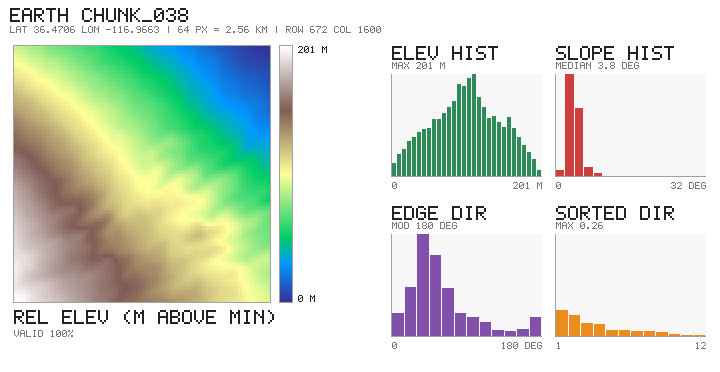 EARTH CHUNK_038
LAT 36.4706 LON -116.9663 | 64 PX = 2.56 KM | ROW 672 COL 1600
201 M
0 M
REL ELEV (M ABOVE MIN)
VALID 100%
ELEV HIST
MAX 201 M
0 201 M
SLOPE HIST
MEDIAN 3.8 DEG
0 32 DEG
EDGE DIR
MOD 180 DEG
0 180 DEG
SORTED DIR
MAX 0.26
1 12